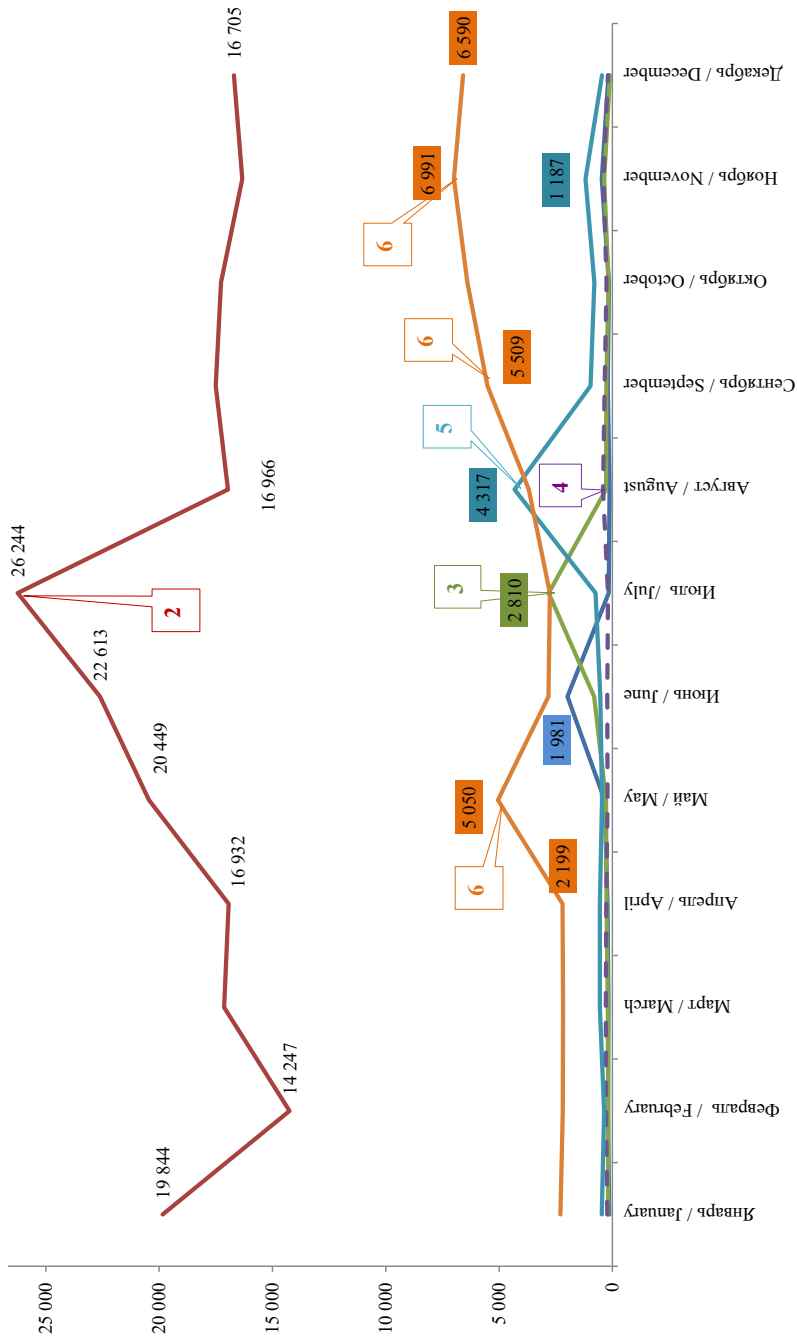 25 000
20 000
15 000
10 000
5 000
0
19 844
14 247
16 932
20 449
22 613
26 244
16 966
16 705
2
2 199
5 050
6
1 981
2 810
3
4 317
5
4
5 509
6
6 991
6
6 590
1 187
Январь / January
Февраль / February
Март / March
Апрель / April
Май / May
Июнь / June
Июль / July
Август / August
Сентябрь / September
Октябрь / October
Ноябрь / November
Декабрь / December